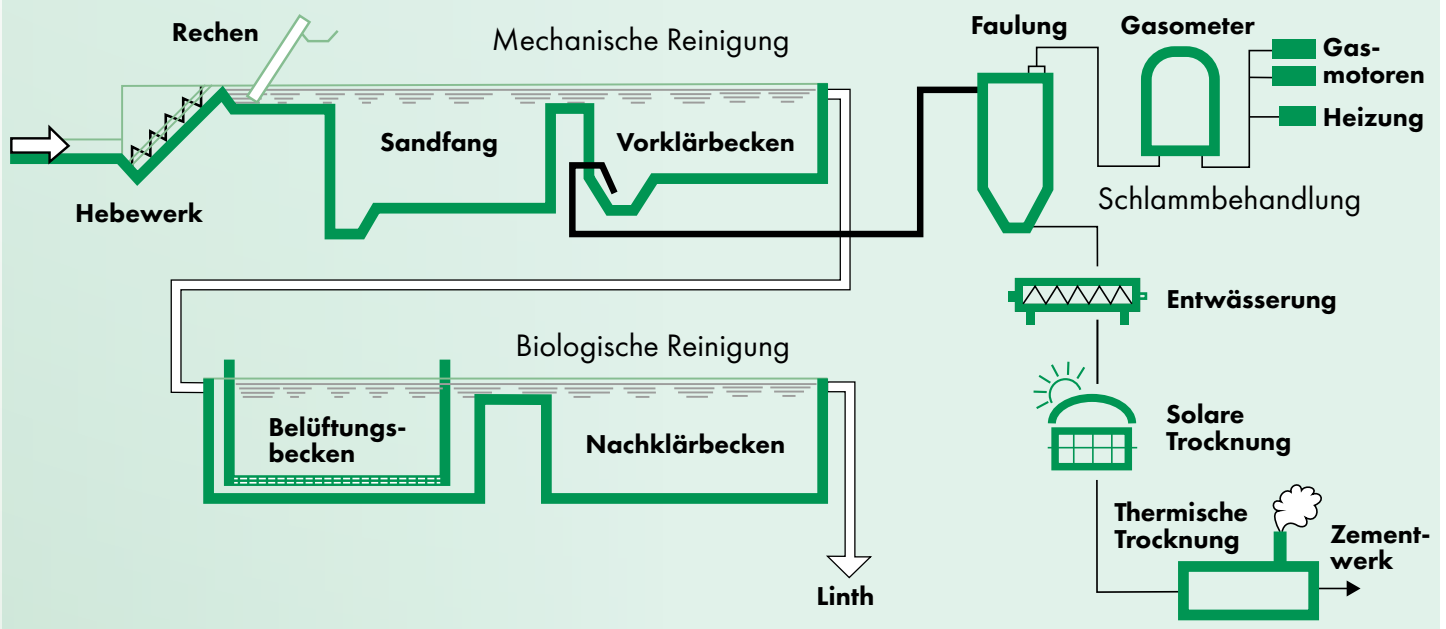 Rechen
Mechanische Reinigung
Sandfang
Vorklärbecken
Hebewerk
Faulung
Gasometer
Gas-
motoren
Heizung
Schlammbehandlung
Entwässerung
Solare
Trocknung
Thermische
Trocknung
Zement-
werk
Biologische Reinigung
Belüftungs-
becken
Nachklärbecken
Linth